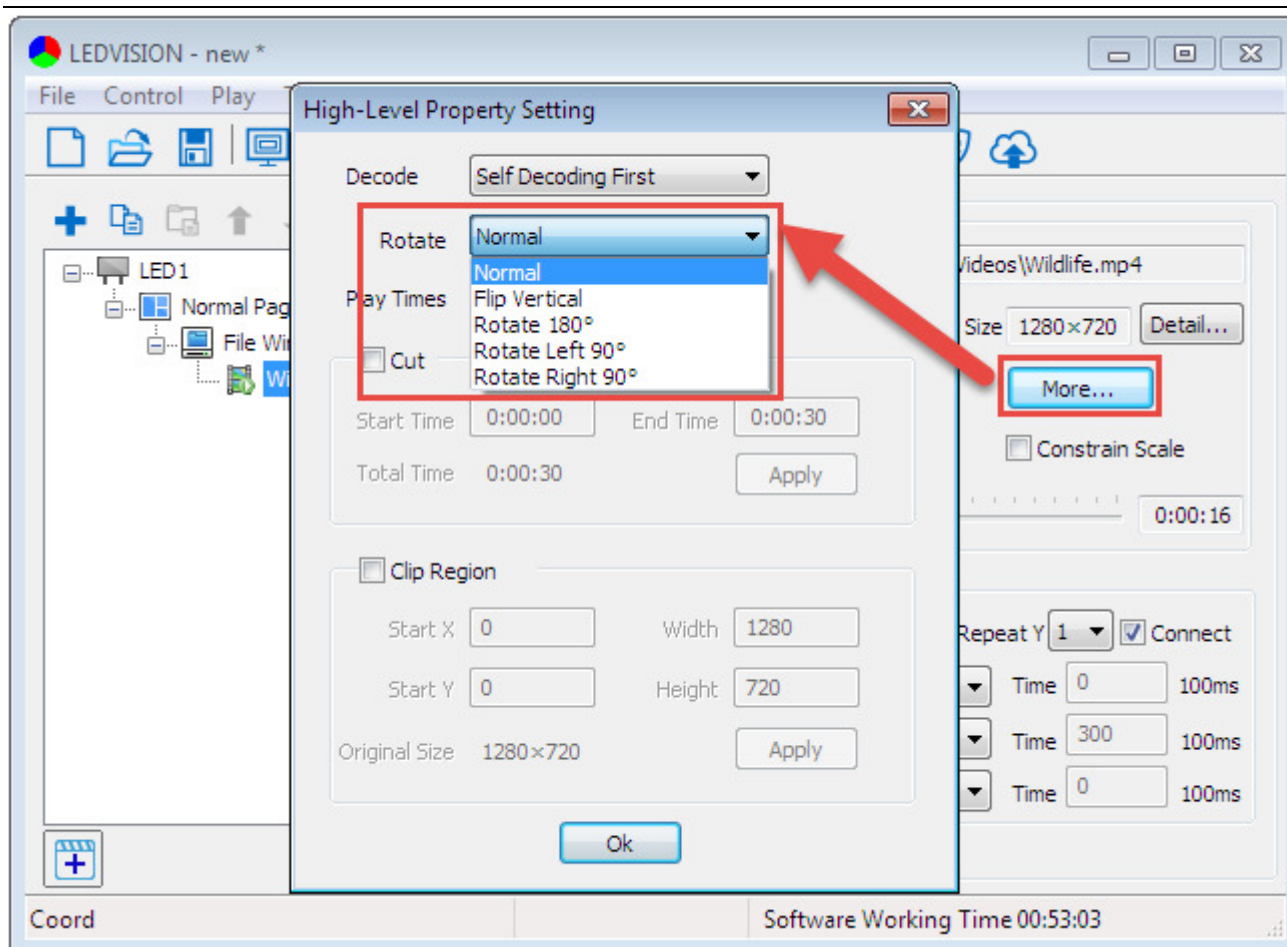 LEDVISION - new *
File Control Play
High-Level Property Setting
Decode Self Decoding First
Rotate Normal
Normal
Flip Vertical
Rotate 180°
Rotate Left 90°
Rotate Right 90°
Play Times
Cut
Start Time 0:00:00 End Time 0:00:30
Total Time 0:00:30 Apply
Clip Region
Start X 0 Width 1280
Start Y 0 Height 720
Original Size 1280×720 Apply
Ok
LED1
Normal Pag
File Wi
Wi
Videos\Wildlife.mp4
Size 1280×720 Detail...
More...
Constrain Scale
0:00:16
Repeat Y 1 Connect
Time 0 100ms
Time 300 100ms
Time 0 100ms
Coord
Software Working Time 00:53:03